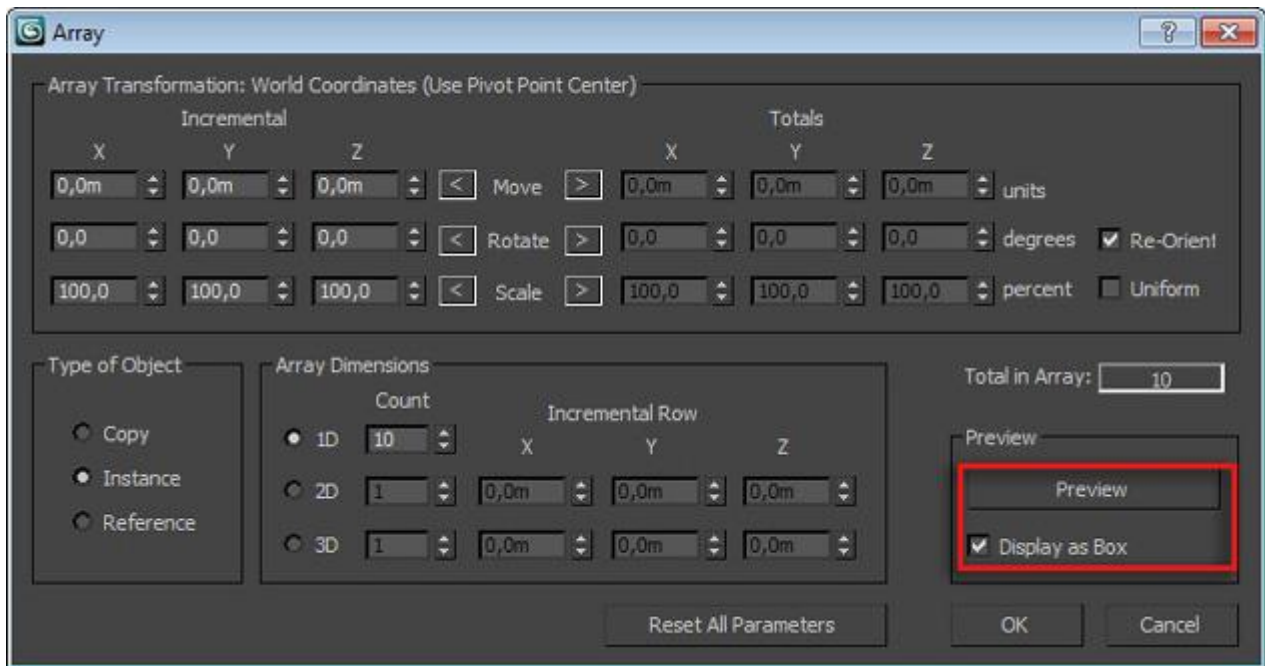 Array
Array Transformation: World Coordinates (Use Pivot Point Center)
Incremental Totals
X Y Z X Y Z
0,0m 0,0m 0,0m < Move > 0,0m 0,0m 0,0m units
0,0 0,0 0,0 < Rotate > 0,0 0,0 0,0 degrees Re-Orient
100,0 100,0 100,0 < Scale > 100,0 100,0 100,0 percent Uniform
Type of Object
Copy
Instance
Reference
Array Dimensions
Count Incremental Row
1D 10 X Y Z
2D 1 0,0m 0,0m 0,0m
3D 1 0,0m 0,0m 0,0m
Total in Array: 10
Preview
Preview
Display as Box
Reset All Parameters OK Cancel